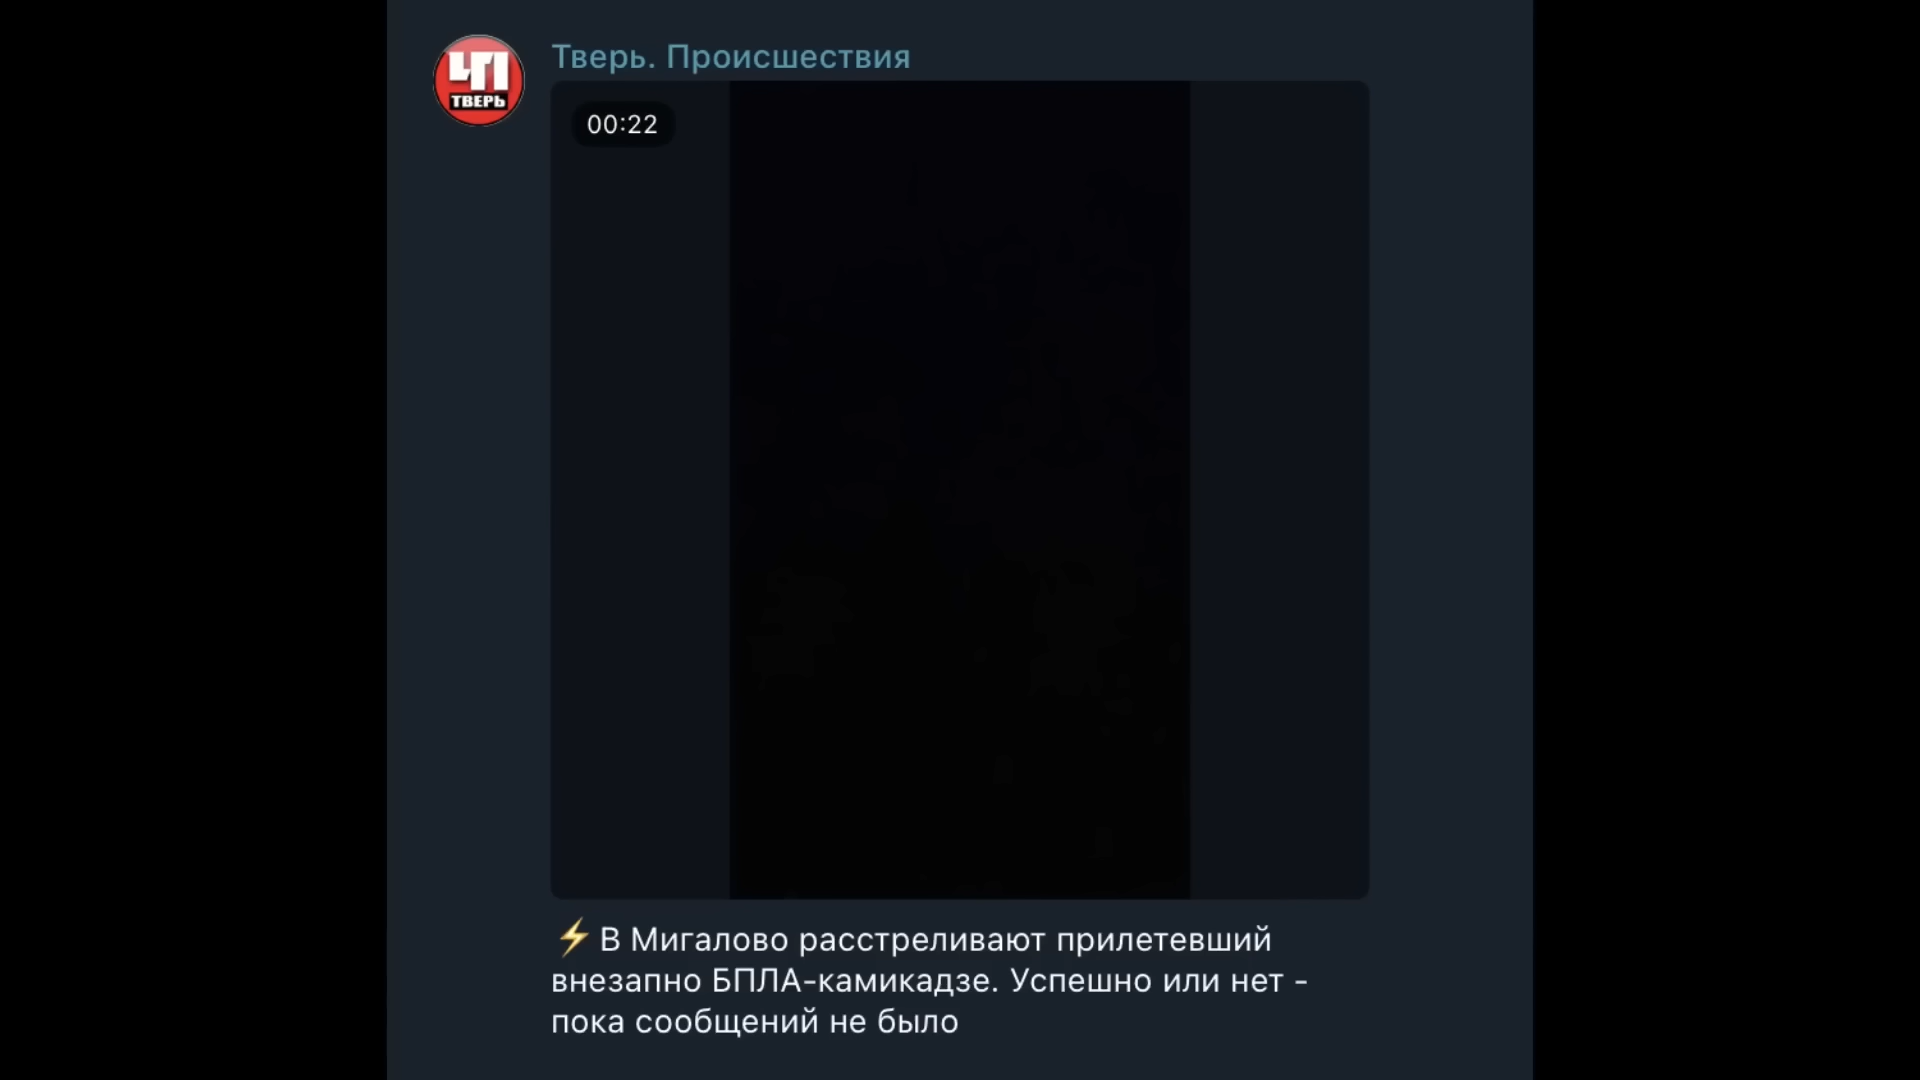 ЧП
ТВЕРЬ
Тверь. Происшествия
00:22
⚡ В Мигалово расстреливают прилетевший
внезапно БПЛА-камикадзе. Успешно или нет -
пока сообщений не было